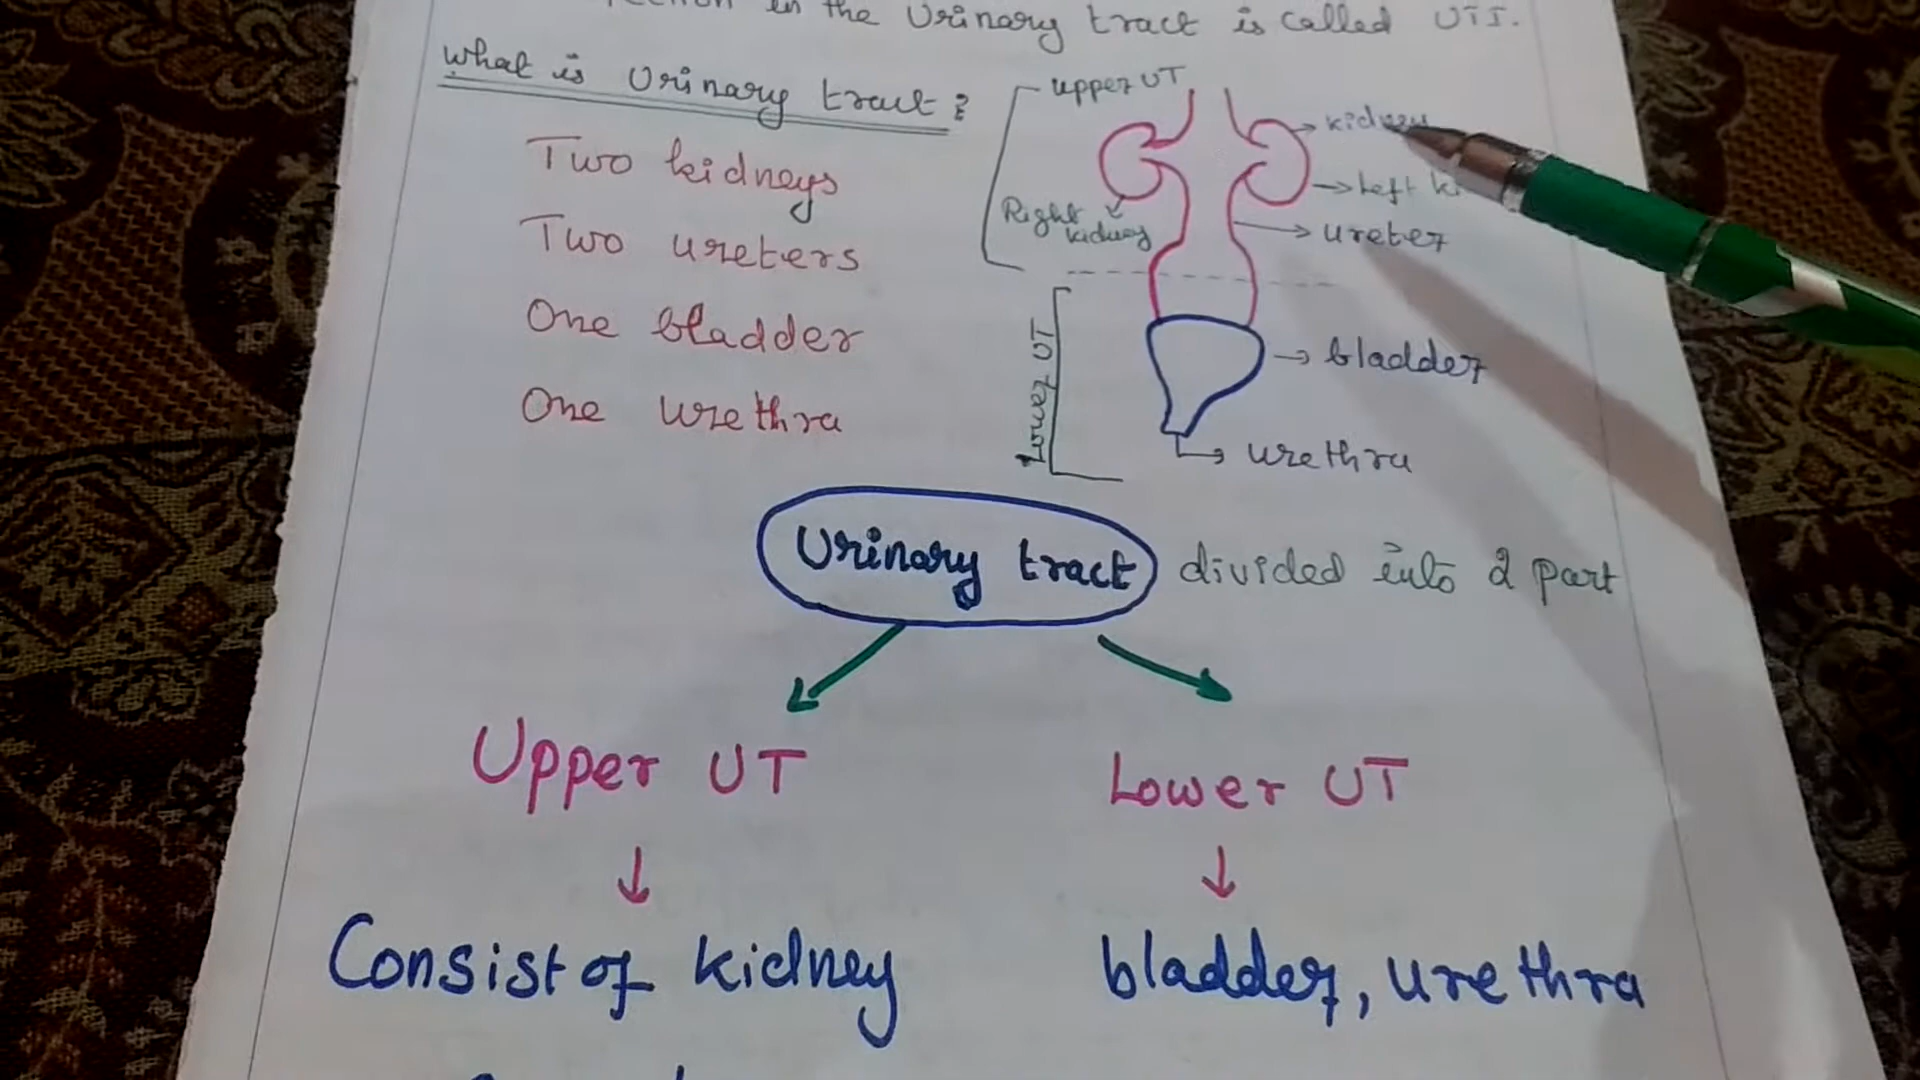 in the Urinary tract is called UTI.
What is Urinary tract ?
Two kidneys
Two ureters
One bladder
One urethra
Upper UT
kidney
Left
Right kidney
ureter
Lower UT
bladder
urethra
Urinary tract divided into 2 part
Upper UT
Lower UT
Consist of kidney
bladder, urethra